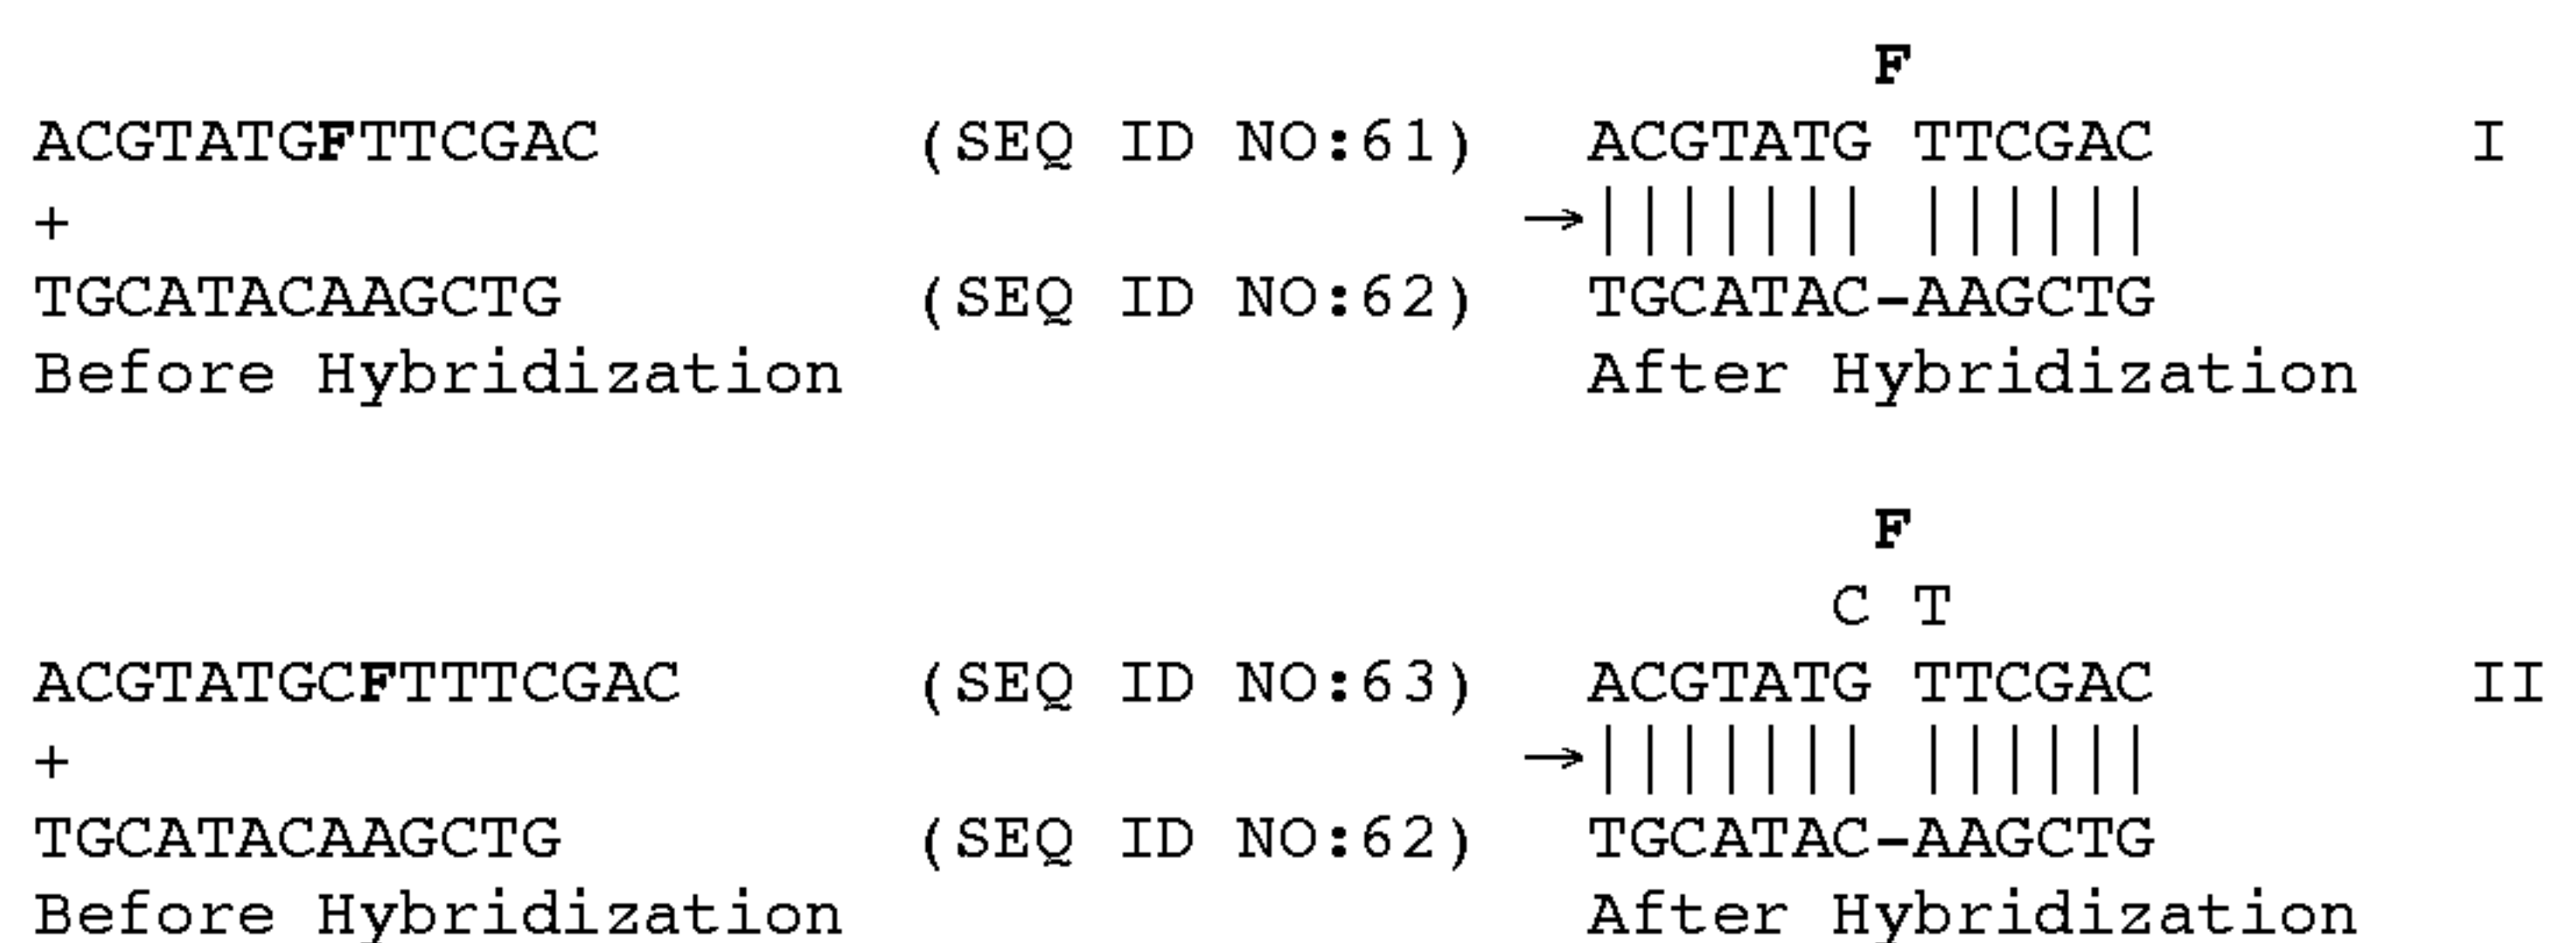 F
ACGTATGFTTCGAC (SEQ ID NO:61) ACGTATG TTCGAC I
+ →||||||| ||||||
TGCATACAAGCTG (SEQ ID NO:62) TGCATAC-AAGCTG
Before Hybridization After Hybridization
F
C T
ACGTATGCFTTTCGAC (SEQ ID NO:63) ACGTATG TTCGAC II
+ →||||||| ||||||
TGCATACAAGCTG (SEQ ID NO:62) TGCATAC-AAGCTG
Before Hybridization After Hybridization